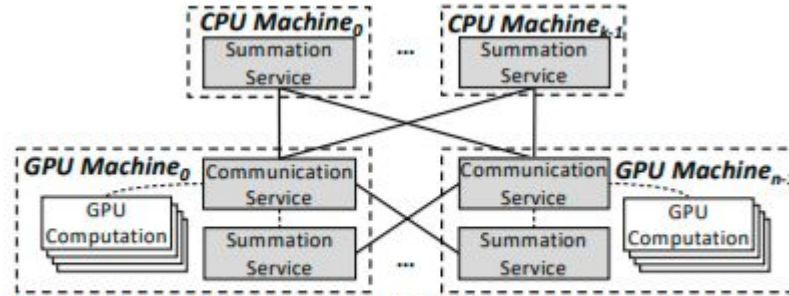 CPU Machine0 CPU Machinek-1
Summation Service ... Summation Service
GPU Machine0 Communication Service Communication Service GPU Machinen-1
GPU Computation GPU Computation
Summation Service ... Summation Service